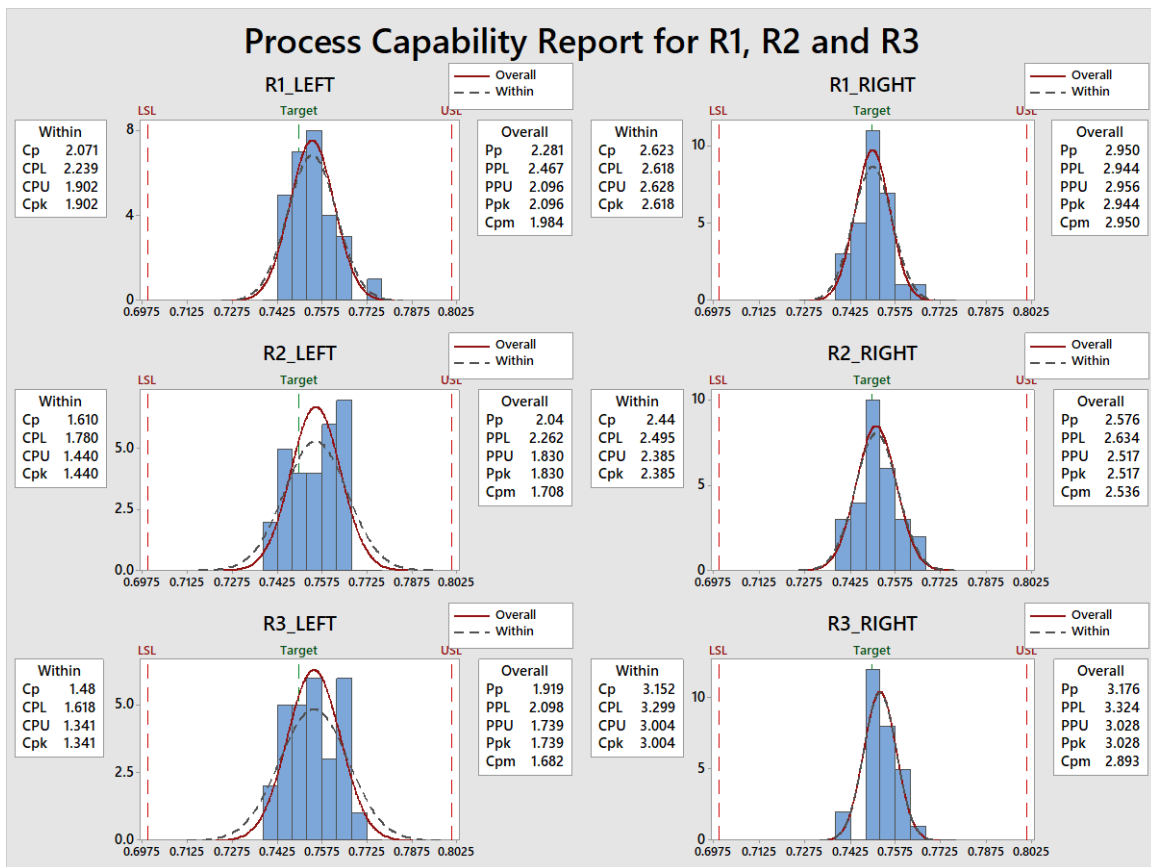 Process Capability Report for R1, R2 and R3
R1_LEFT
Overall
Within
LSL
Target
USL
Within
Cp 2.071
CPL 2.239
CPU 1.902
Cpk 1.902
Overall
Pp 2.281
PPL 2.467
PPU 2.096
Ppk 2.096
Cpm 1.984
8
4
0
0.6975 0.7125 0.7275 0.7425 0.7575 0.7725 0.7875 0.8025
R1_RIGHT
Overall
Within
LSL
Target
USL
Within
Cp 2.623
CPL 2.618
CPU 2.628
Cpk 2.618
Overall
Pp 2.950
PPL 2.944
PPU 2.956
Ppk 2.944
Cpm 2.950
10
5
0
0.6975 0.7125 0.7275 0.7425 0.7575 0.7725 0.7875 0.8025
R2_LEFT
Overall
Within
LSL
Target
USL
Within
Cp 1.610
CPL 1.780
CPU 1.440
Cpk 1.440
Overall
Pp 2.04
PPL 2.262
PPU 1.830
Ppk 1.830
Cpm 1.708
5.0
2.5
0.0
0.6975 0.7125 0.7275 0.7425 0.7575 0.7725 0.7875 0.8025
R2_RIGHT
Overall
Within
LSL
Target
USL
Within
Cp 2.44
CPL 2.495
CPU 2.385
Cpk 2.385
Overall
Pp 2.576
PPL 2.634
PPU 2.517
Ppk 2.517
Cpm 2.536
10
5
0
0.6975 0.7125 0.7275 0.7425 0.7575 0.7725 0.7875 0.8025
R3_LEFT
Overall
Within
LSL
Target
USL
Within
Cp 1.48
CPL 1.618
CPU 1.341
Cpk 1.341
Overall
Pp 1.919
PPL 2.098
PPU 1.739
Ppk 1.739
Cpm 1.682
5.0
2.5
0.0
0.6975 0.7125 0.7275 0.7425 0.7575 0.7725 0.7875 0.8025
R3_RIGHT
Overall
Within
LSL
Target
USL
Within
Cp 3.152
CPL 3.299
CPU 3.004
Cpk 3.004
Overall
Pp 3.176
PPL 3.324
PPU 3.028
Ppk 3.028
Cpm 2.893
10
5
0
0.6975 0.7125 0.7275 0.7425 0.7575 0.7725 0.7875 0.8025